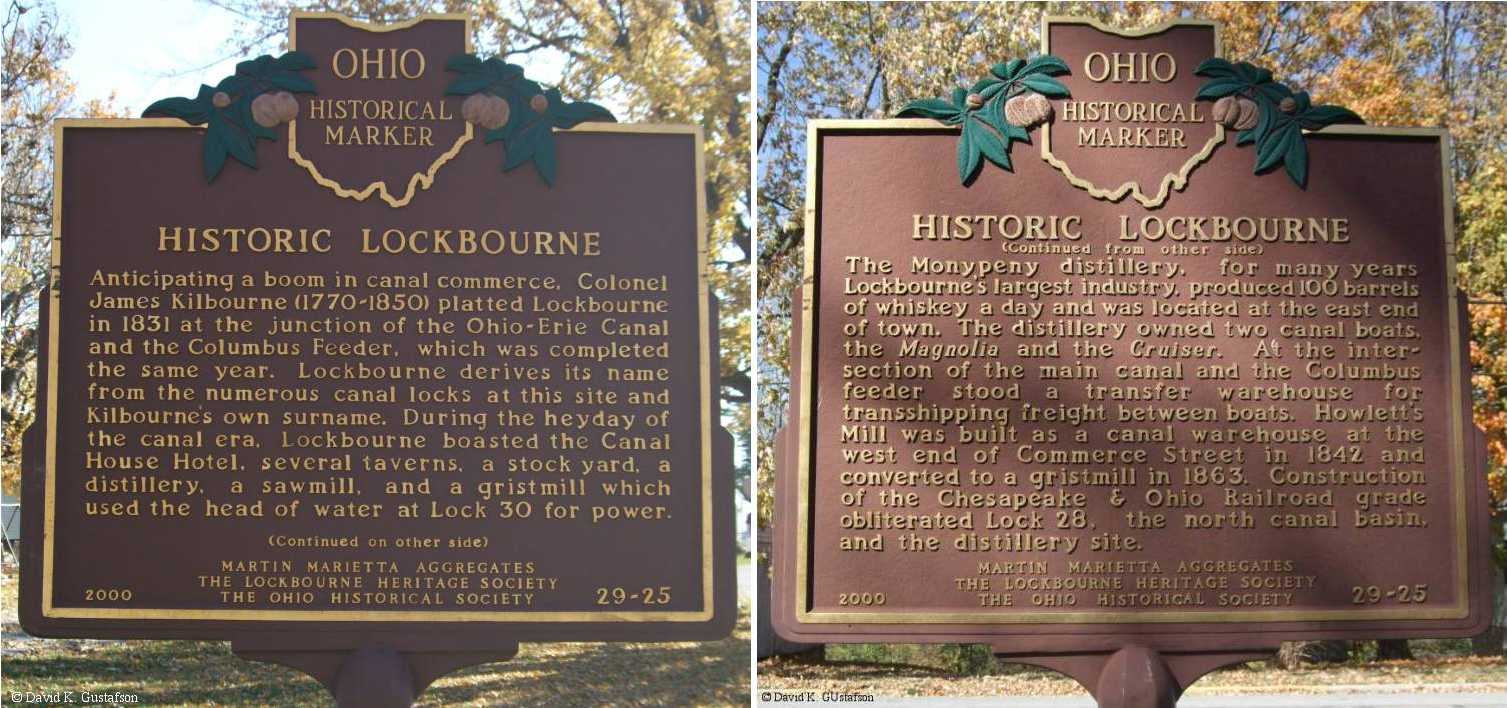 OHIO
HISTORICAL
MARKER
HISTORIC LOCKBOURNE
Anticipating a boom in canal commerce, Colonel
James Kilbourne (1770-1850) platted Lockbourne
in 1831 at the junction of the Ohio-Erie Canal
and the Columbus Feeder, which was completed
the same year. Lockbourne derives its name
from the numerous canal locks at this site and
Kilbourne's own surname. During the heyday of
the canal era, Lockbourne boasted the Canal
House Hotel, several taverns, a stock yard, a
distillery, a sawmill, and a gristmill which
used the head of water at Lock 30 for power.
(Continued on other side)
MARTIN MARIETTA AGGREGATES
THE LOCKBOURNE HERITAGE SOCIETY
2000 THE OHIO HISTORICAL SOCIETY 29-25
© David K. Gustafson
OHIO
HISTORICAL
MARKER
HISTORIC LOCKBOURNE
(Continued from other side)
The Monypeny distillery, for many years
Lockbourne's largest industry, produced 100 barrels
of whiskey a day and was located at the east end
of town. The distillery owned two canal boats,
the Magnolia and the Cruiser. At the inter-
section of the main canal and the Columbus
feeder stood a transfer warehouse for
transshipping freight between boats. Howlett's
Mill was built as a canal warehouse at the
west end of Commerce Street in 1842 and
converted to a gristmill in 1863. Construction
of the Chesapeake & Ohio Railroad grade
obliterated Lock 28, the north canal basin,
and the distillery site.
MARTIN MARIETTA AGGREGATES
THE LOCKBOURNE HERITAGE SOCIETY
2000 THE OHIO HISTORICAL SOCIETY 29-25
© David K. GUstafson